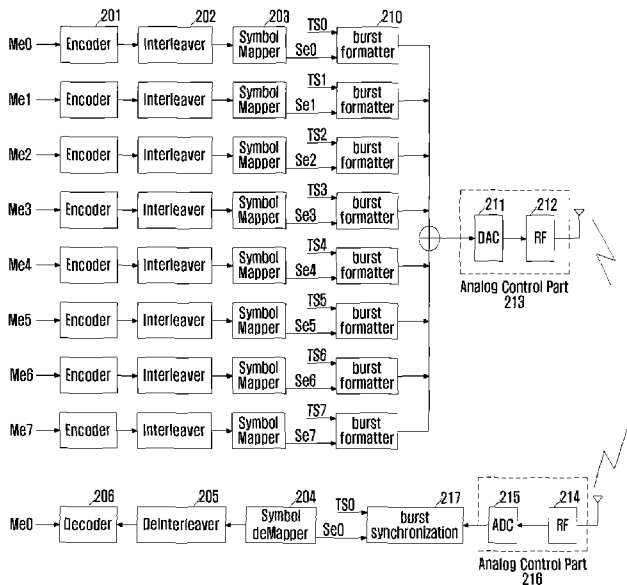 201 202 203 TS0 210
Me0 Encoder Interleaver Symbol Mapper Se0 burst formatter
TS1
Me1 Encoder Interleaver Symbol Mapper Se1 burst formatter
TS2
Me2 Encoder Interleaver Symbol Mapper Se2 burst formatter
TS3
Me3 Encoder Interleaver Symbol Mapper Se3 burst formatter
211 212
DAC RF
Analog Control Part
213
TS4
Me4 Encoder Interleaver Symbol Mapper Se4 burst formatter
TS5
Me5 Encoder Interleaver Symbol Mapper Se5 burst formatter
TS6
Me6 Encoder Interleaver Symbol Mapper Se6 burst formatter
TS7
Me7 Encoder Interleaver Symbol Mapper Se7 burst formatter
206 205 204 TS0 217 215 214
Me0 Decoder DeInterleaver Symbol deMapper Se0 burst synchronization ADC RF
Analog Control Part
216